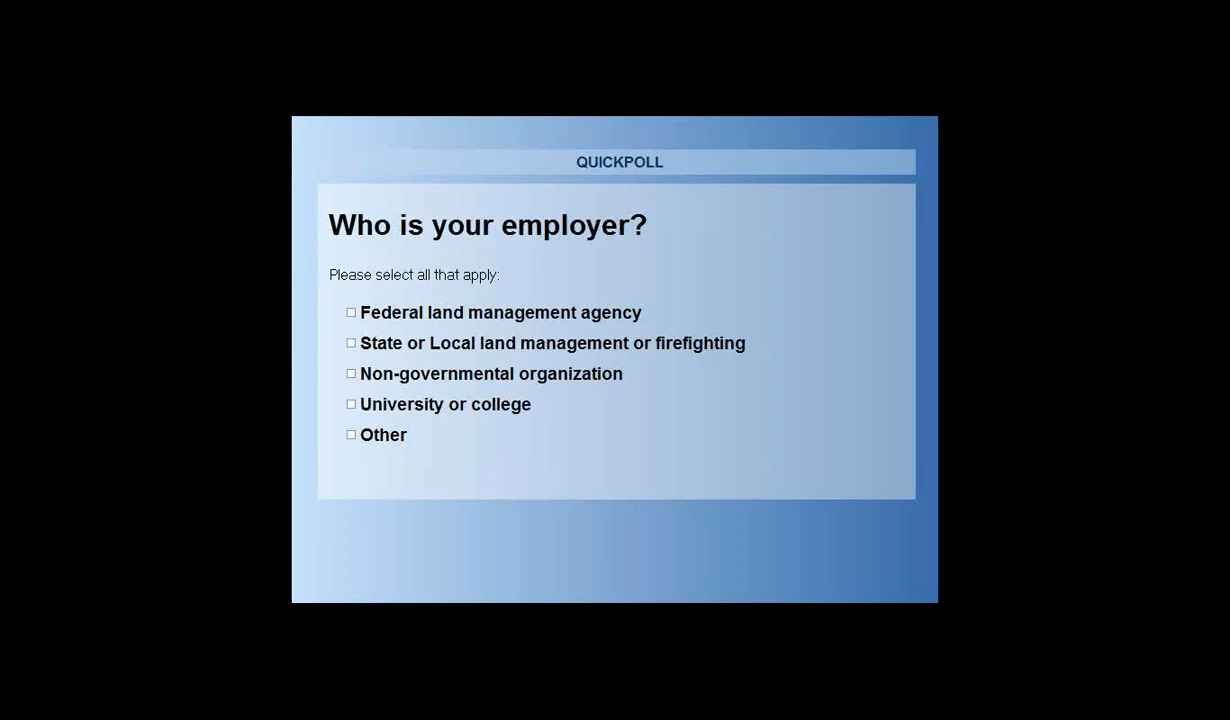 QUICKPOLL
Who is your employer?
Please select all that apply:
Federal land management agency
State or Local land management or firefighting
Non-governmental organization
University or college
Other